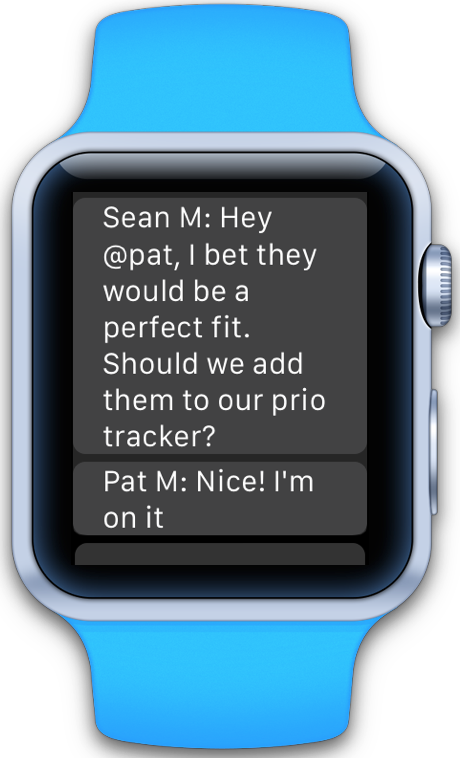 Sean M: Hey
@pat, I bet they
would be a
perfect fit.
Should we add
them to our prio
tracker?
Pat M: Nice! I'm
on it